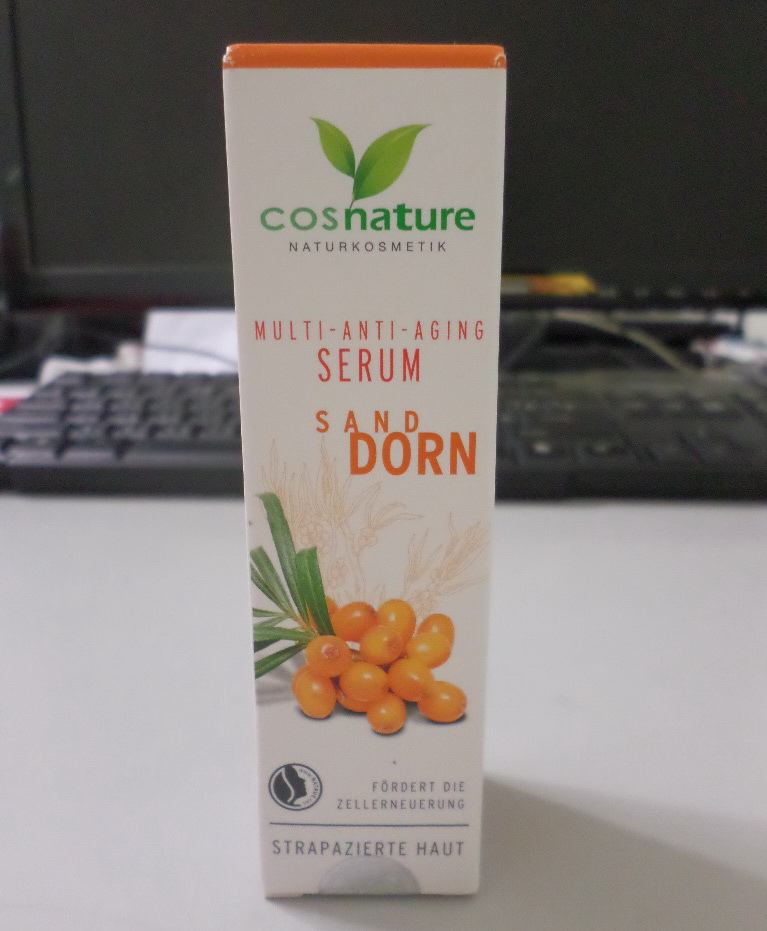 cosnature
NATURKOSMETIK
MULTI-ANTI-AGING
SERUM
SAND
DORN
FÖRDERT DIE
ZELLERNEUERUNG
STRAPAZIERTE HAUT